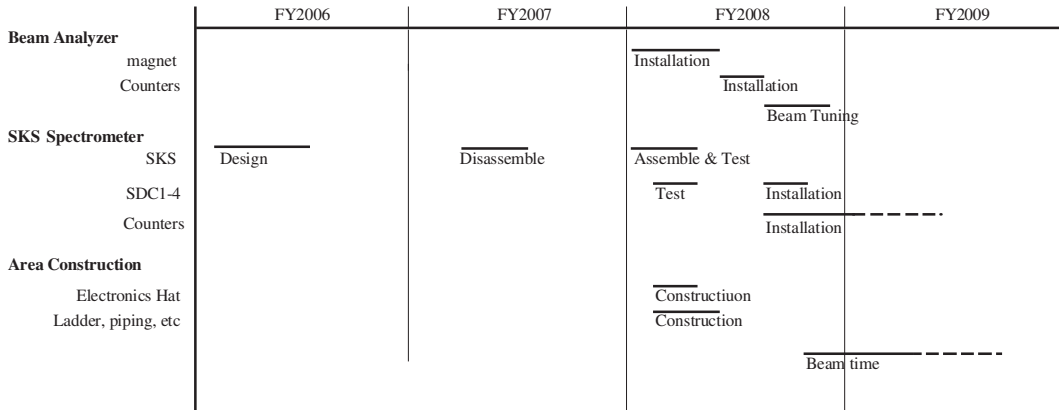 FY2006 FY2007 FY2008 FY2009
Beam Analyzer
magnet Installation
Counters Installation
Beam Tuning
SKS Spectrometer
SKS Design Disassemble Assemble & Test
SDC1-4 Test Installation
Counters Installation
Area Construction
Electronics Hat Constructiuon
Ladder, piping, etc Construction
Beam time